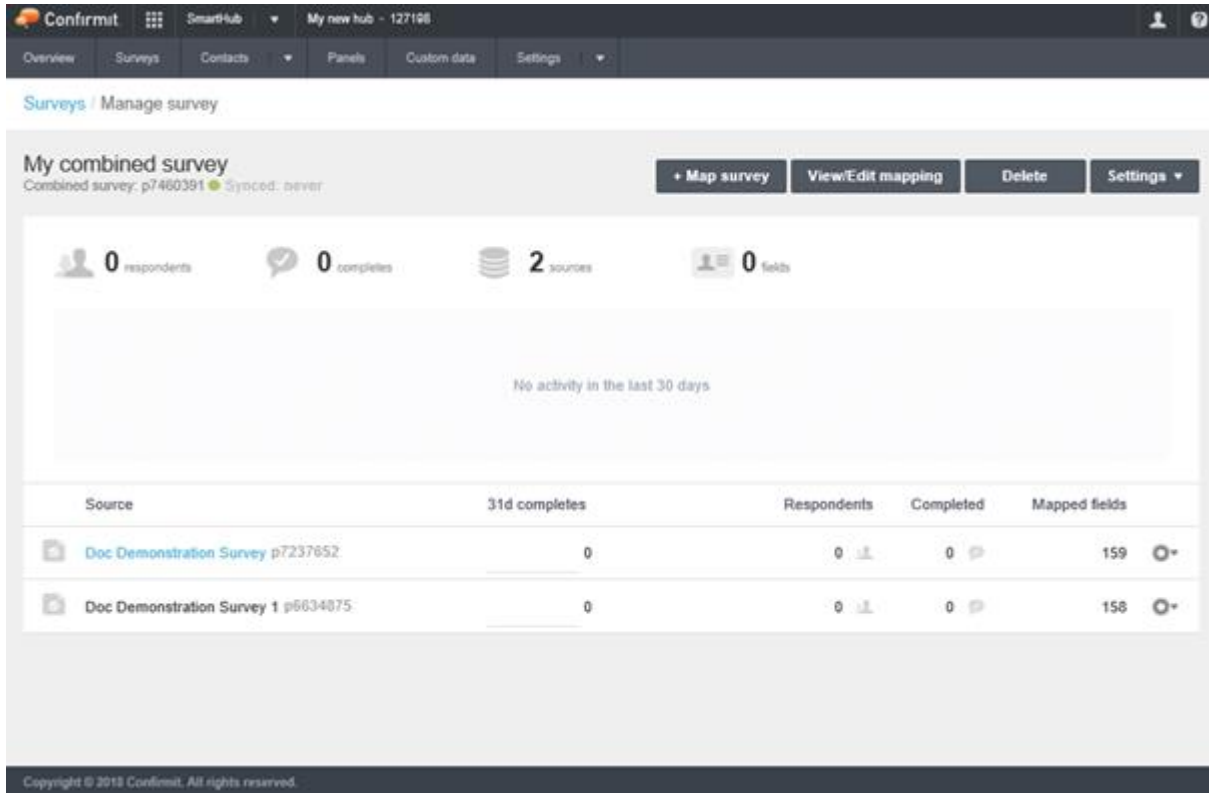 Confirmit SmartHub My new hub - 127198
Overview Surveys Contacts Panels Custom data Settings
Surveys / Manage survey
My combined survey
Combined survey: p7460391 Synced: never
+ Map survey View/Edit mapping Delete Settings
0 respondents 0 completes 2 sources 0 fields
No activity in the last 30 days
Source 31d completes Respondents Completed Mapped fields
Doc Demonstration Survey p7237652 0 0 0 159
Doc Demonstration Survey 1 p6634875 0 0 0 158
Copyright © 2018 Confirmit. All rights reserved.